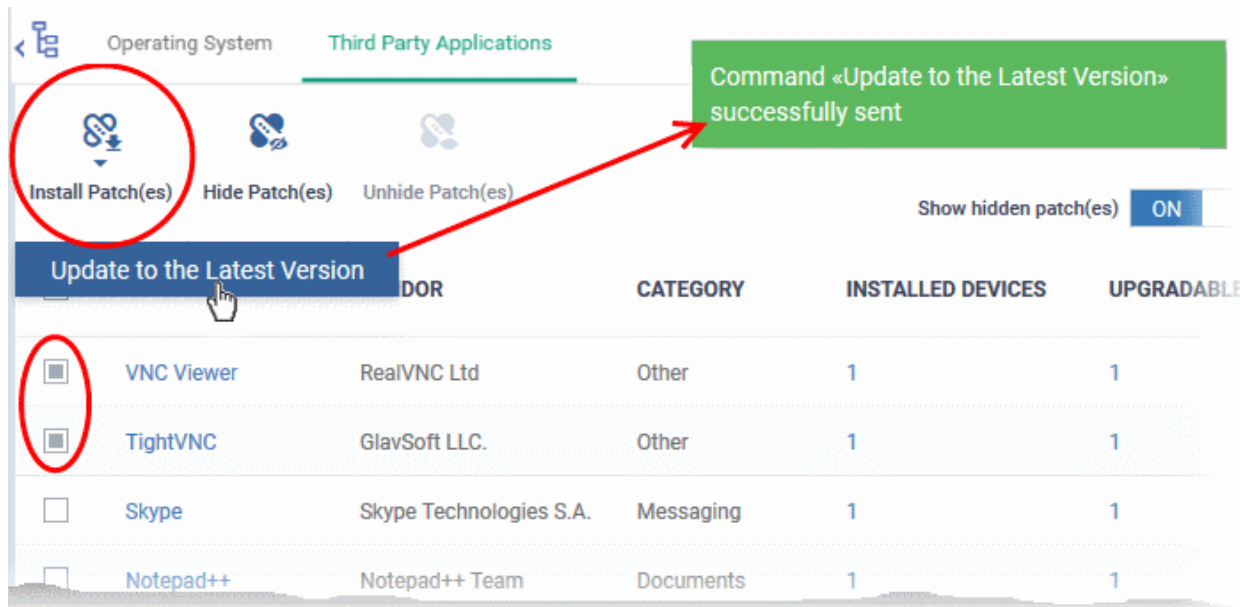 Operating System Third Party Applications
Command «Update to the Latest Version»
successfully sent
Install Patch(es) Hide Patch(es) Unhide Patch(es)
Show hidden patch(es) ON
Update to the Latest Version
DOR CATEGORY INSTALLED DEVICES UPGRADABLE
VNC Viewer RealVNC Ltd Other 1 1
TightVNC GlavSoft LLC. Other 1 1
Skype Skype Technologies S.A. Messaging 1 1
Notepad++ Notepad++ Team Documents 1 1